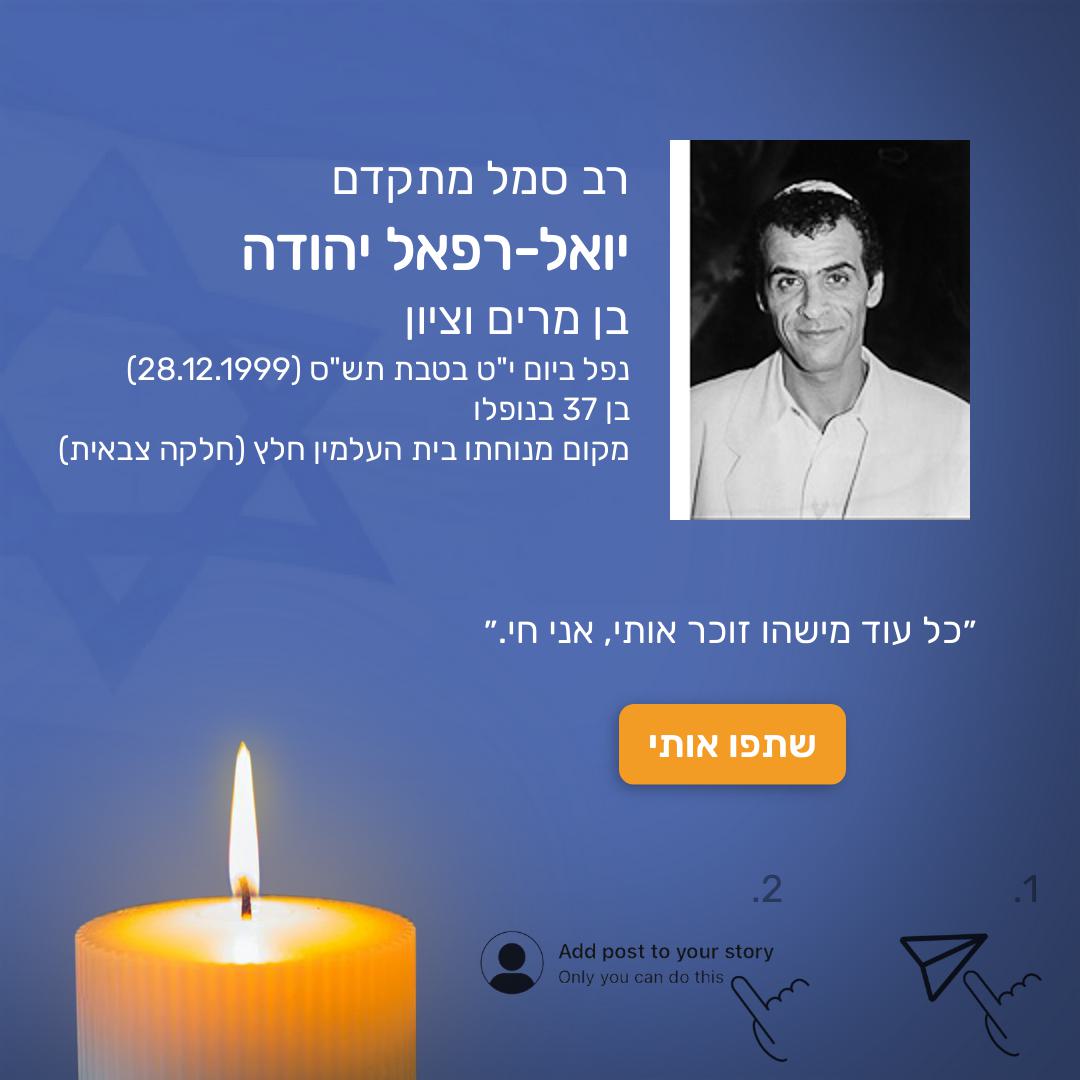 רב סמל מתקדם
יואל-רפאל יהודה
בן מרים וציון
נפל ביום י"ט בטבת תש"ס (28.12.1999)
בן 37 בנופלו
מקום מנוחתו בית העלמין חלץ (חלקה צבאית)
״כל עוד מישהו זוכר אותי, אני חי.״
שתפו אותי
1.
2.
Add post to your story
Only you can do this